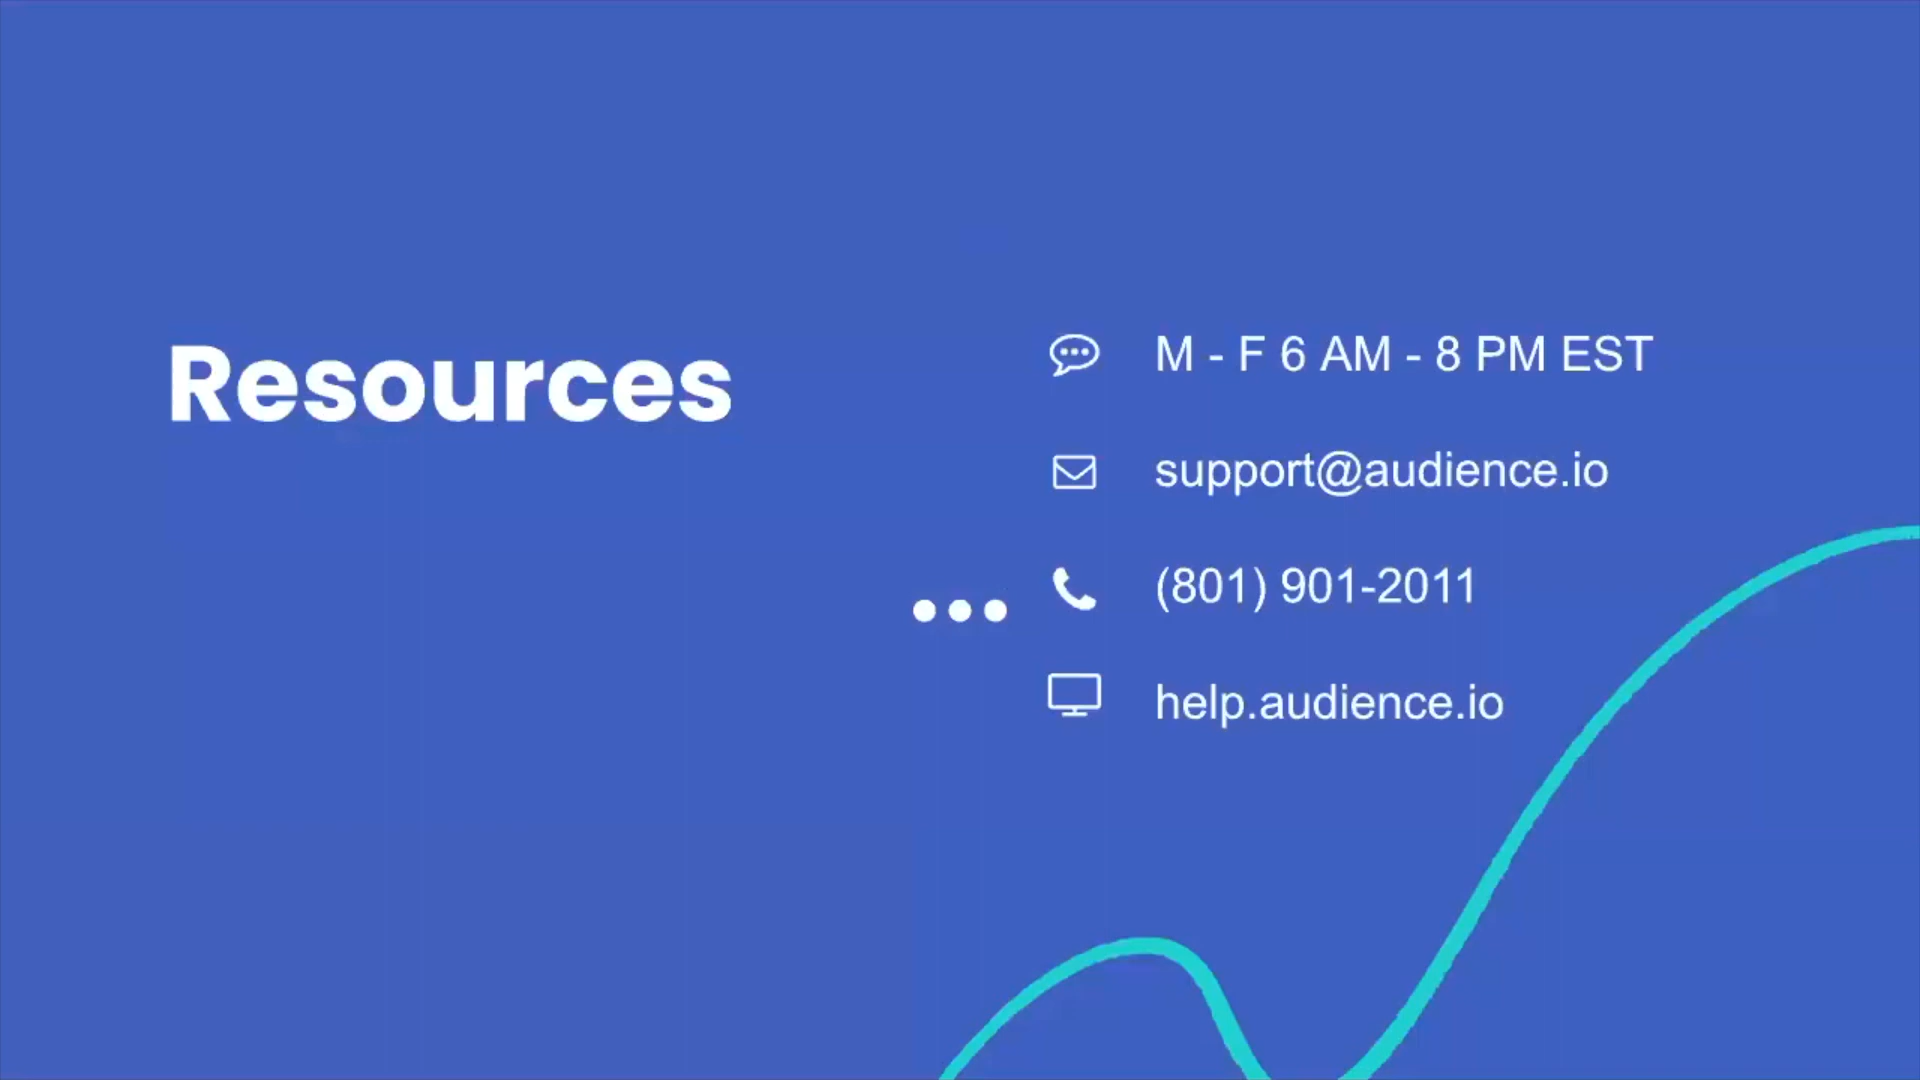 Resources
M - F 6 AM - 8 PM EST
support@audience.io
(801) 901-2011
help.audience.io